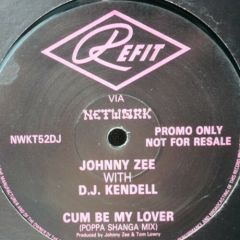 REFIT
VIA
NETWORK
NWKT52DJ
PROMO ONLY
NOT FOR RESALE
JOHNNY ZEE
WITH
D.J. KENDELL
CUM BE MY LOVER
(POPPA SHANGA MIX)
Produced by Johnny Zee & Tom Lowry